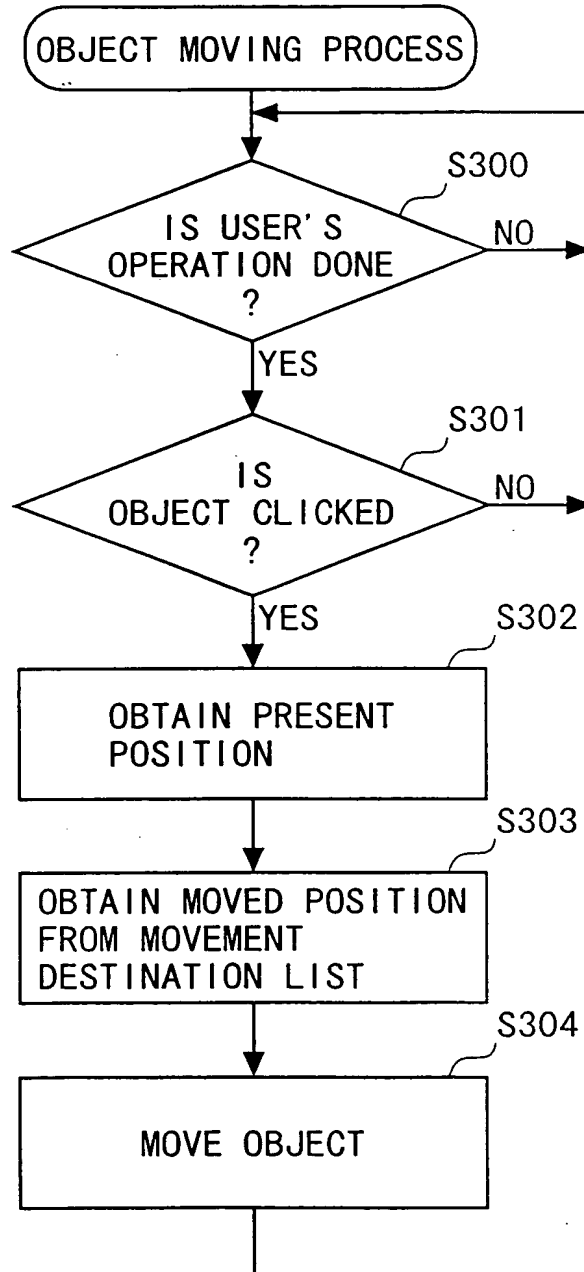 OBJECT MOVING PROCESS
S300
IS USER'S
OPERATION DONE
?
NO
YES
S301
IS
OBJECT CLICKED
?
NO
YES
S302
OBTAIN PRESENT
POSITION
S303
OBTAIN MOVED POSITION
FROM MOVEMENT
DESTINATION LIST
S304
MOVE OBJECT